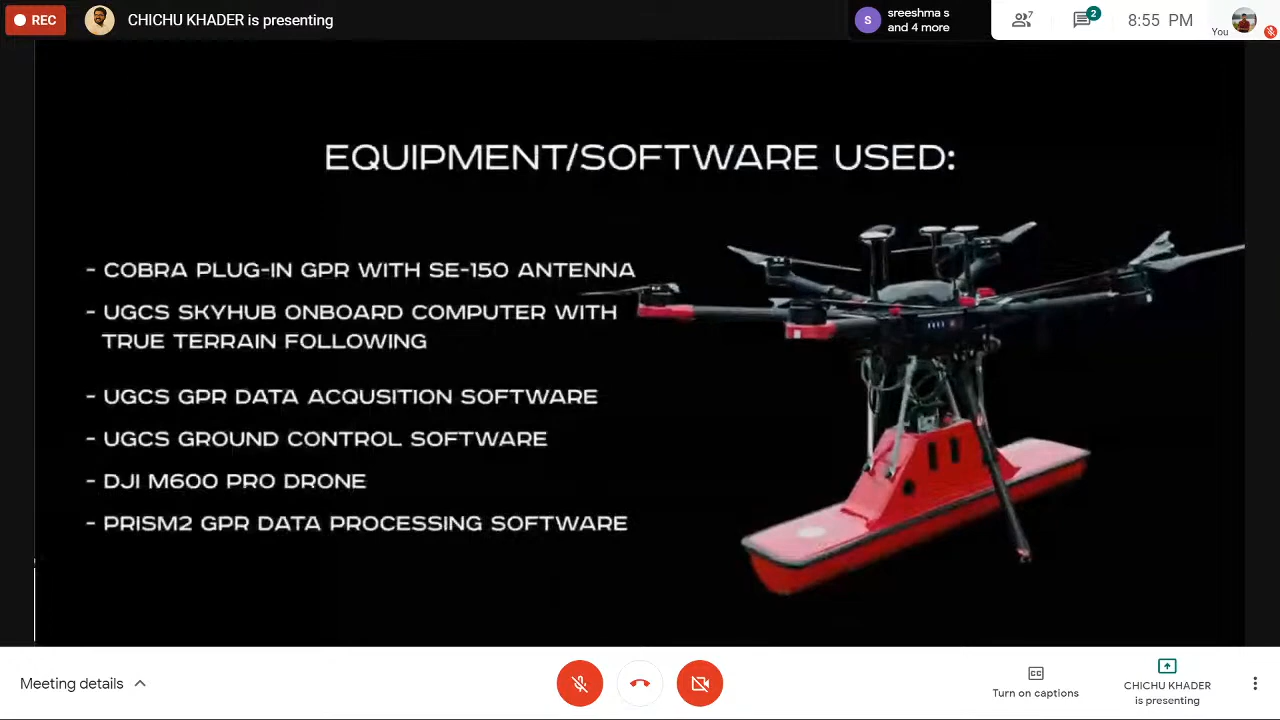 REC
CHICHU KHADER is presenting
s
sreeshma s
and 4 more
7
2
8:55 PM
You
EQUIPMENT/SOFTWARE USED:
- COBRA PLUG-IN GPR WITH SE-150 ANTENNA
- UGCS SKYHUB ONBOARD COMPUTER WITH
TRUE TERRAIN FOLLOWING
- UGCS GPR DATA ACQUSITION SOFTWARE
- UGCS GROUND CONTROL SOFTWARE
- DJI M600 PRO DRONE
- PRISM2 GPR DATA PROCESSING SOFTWARE
Meeting details
CC
Turn on captions
CHICHU KHADER
is presenting